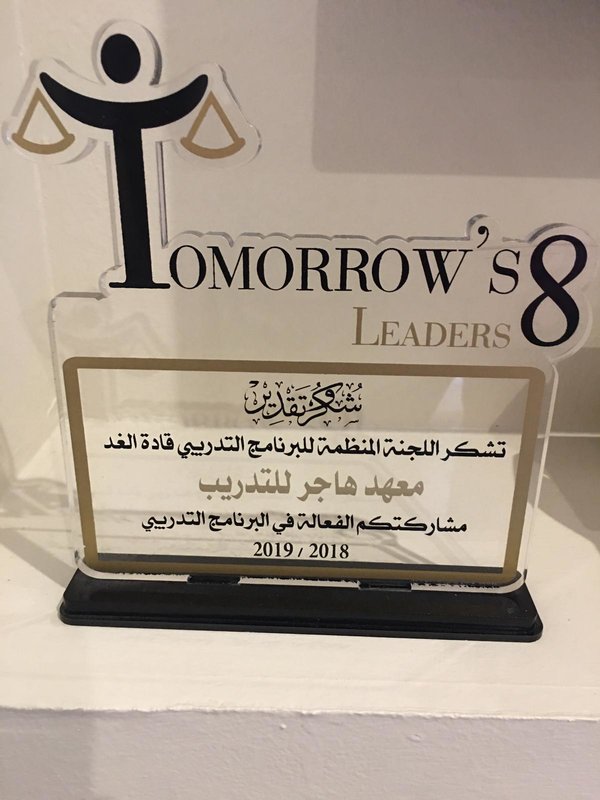 TOMORROW'S 8
LEADERS
شكر وتقدير
تشكر اللجنة المنظمة للبرنامج التدريبي قادة الغد
معهد هاجر للتدريب
مشاركتكم الفعالة في البرنامج التدريبي
2019 / 2018